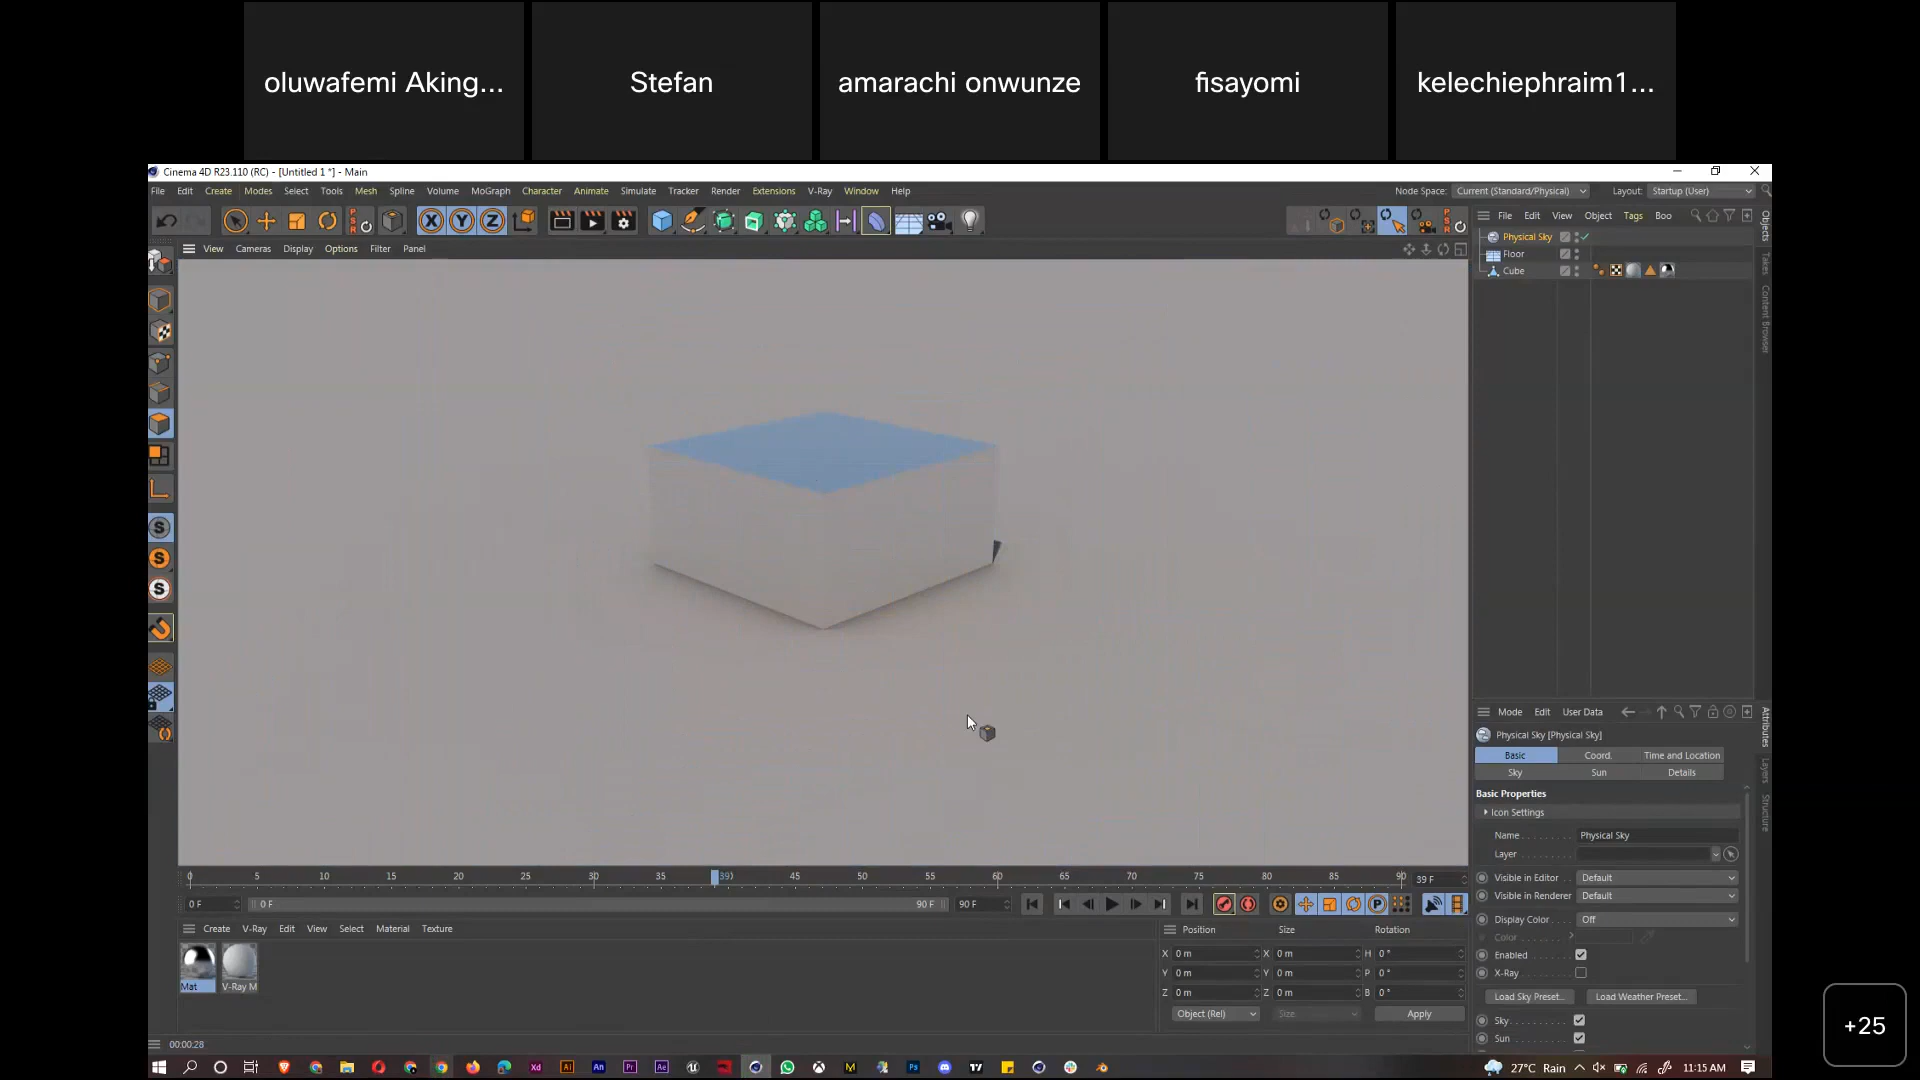 oluwafemi Aking...
Stefan
amarachi onwunze
fisayomi
kelechiephraim1...
Cinema 4D R23.110 (RC) - [Untitled 1 *] - Main
File Edit Create Modes Select Tools Mesh Spline Volume MoGraph Character Animate Simulate Tracker Render Extensions V-Ray Window Help
Node Space: Current (Standard/Physical) Layout: Startup (User)
X Y Z
File Edit View Object Tags Boo
View Cameras Display Options Filter Panel
Physical Sky
Floor
Cube
Objects
Takes
Content Browser
Mode Edit User Data
Physical Sky [Physical Sky]
Basic Coord. Time and Location
Sky Sun Details
Basic Properties
Icon Settings
Name Physical Sky
Layer
Visible in Editor Default
Visible in Renderer Default
Display Color Off
Color
Enabled
X-Ray
Load Sky Preset... Load Weather Preset...
Sky
Sun
Attributes
Layers
Structure
0 5 10 15 20 25 30 35 39 45 50 55 60 65 70 75 80 85 90 39 F
0 F 0 F 90 F 90 F
Create V-Ray Edit View Select Material Texture
Mat V-Ray M
Position Size Rotation
X 0 m X 0 m H 0 °
Y 0 m Y 0 m P 0 °
Z 0 m Z 0 m B 0 °
Object (Rel) Size Apply
00:00:28
27°C Rain 11:15 AM
+25